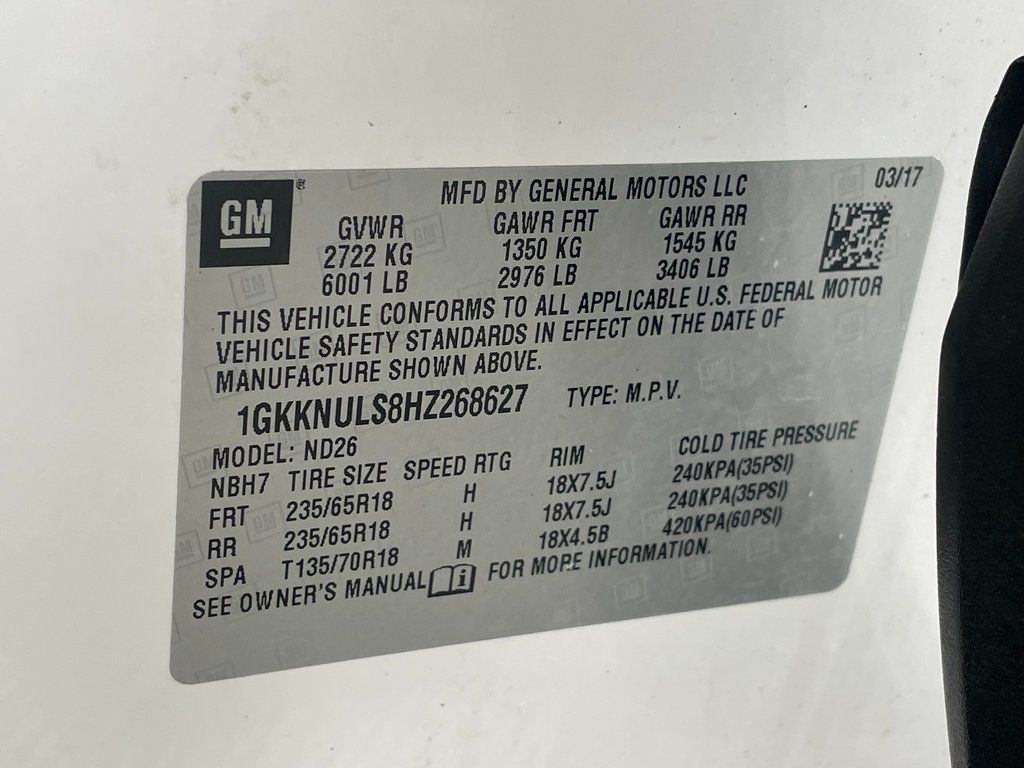 GM ®
MFD BY GENERAL MOTORS LLC 03/17
GVWR GAWR FRT GAWR RR
2722 KG 1350 KG 1545 KG
6001 LB 2976 LB 3406 LB
THIS VEHICLE CONFORMS TO ALL APPLICABLE U.S. FEDERAL MOTOR
VEHICLE SAFETY STANDARDS IN EFFECT ON THE DATE OF
MANUFACTURE SHOWN ABOVE.
1GKKNULS8HZ268627 TYPE: M.P.V.
MODEL: ND26
NBH7 TIRE SIZE SPEED RTG RIM COLD TIRE PRESSURE
FRT 235/65R18 H 18X7.5J 240KPA(35PSI)
RR 235/65R18 H 18X7.5J 240KPA(35PSI)
SPA T135/70R18 M 18X4.5B 420KPA(60PSI)
SEE OWNER'S MANUAL FOR MORE INFORMATION.